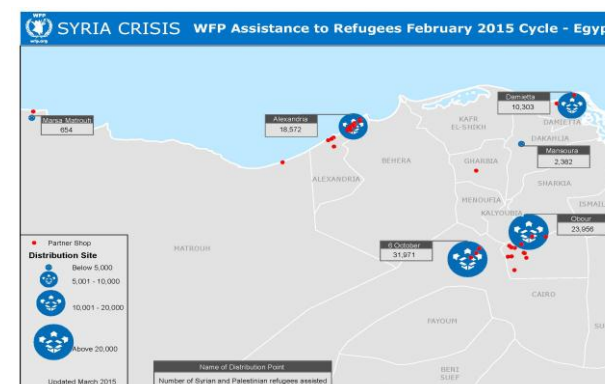 WFP
wfp.org
SYRIA CRISIS WFP Assistance to Refugees February 2015 Cycle - Egyp
Marsa Matrouh
654
Alexandria
18,572
Damietta
10,303
KAFR
EL-SHIKH
DAMIETTA
DAKAHLIA
Mansoura
2,382
BEHERA
GHARBIA
SHARKIA
ALEXANDRIA
MENOUFIA
ISMAIL
KALYOUBIA
Obour
23,956
6 October
31,971
MATROUH
CAIRO
SU
FAYOUM
BENI
SUEF
Partner Shop
Distribution Site
Below 5,000
5,001 - 10,000
10,001 - 20,000
Above 20,000
Updated March 2015
Name of Distribution Point
Number of Syrian and Palestinian refugees assisted